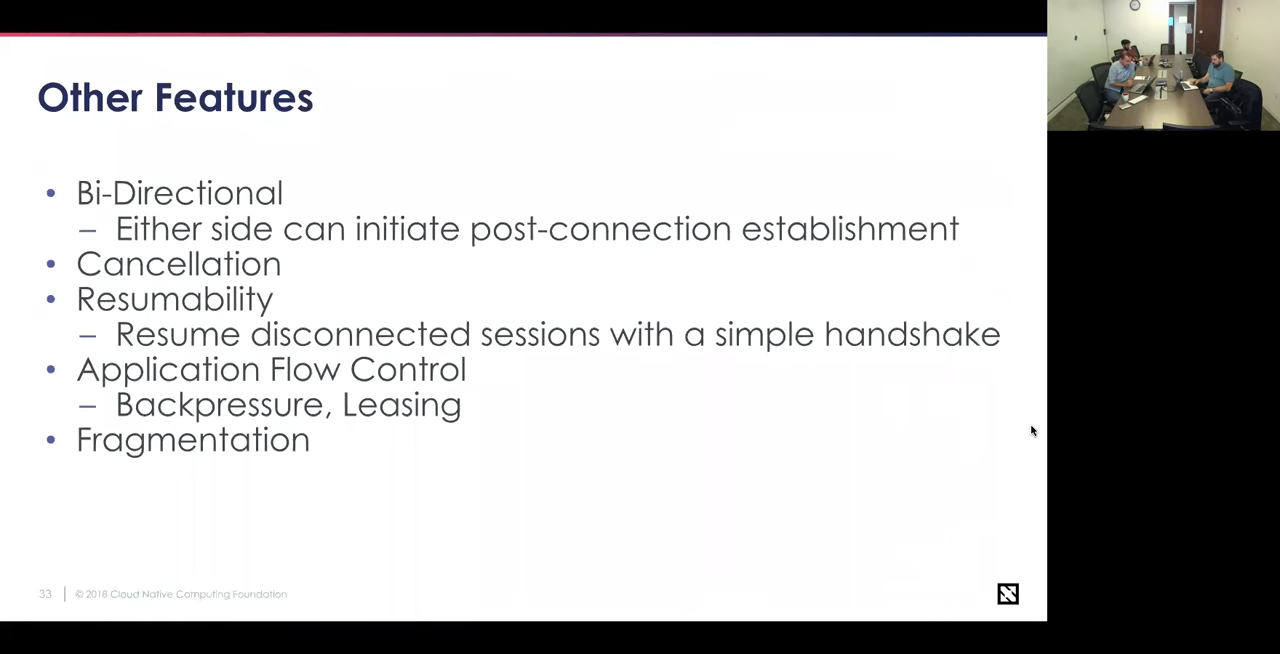 Other Features
• Bi-Directional
– Either side can initiate post-connection establishment
• Cancellation
• Resumability
– Resume disconnected sessions with a simple handshake
• Application Flow Control
– Backpressure, Leasing
• Fragmentation
33 | © 2018 Cloud Native Computing Foundation